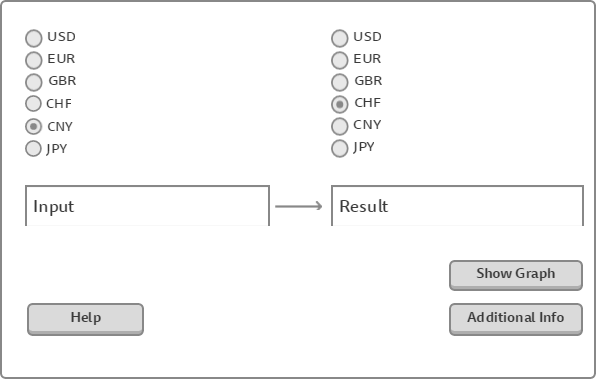 USD
EUR
GBR
CHF
CNY
JPY
USD
EUR
GBR
CHF
CNY
JPY
Input
Result
Show Graph
Help
Additional Info